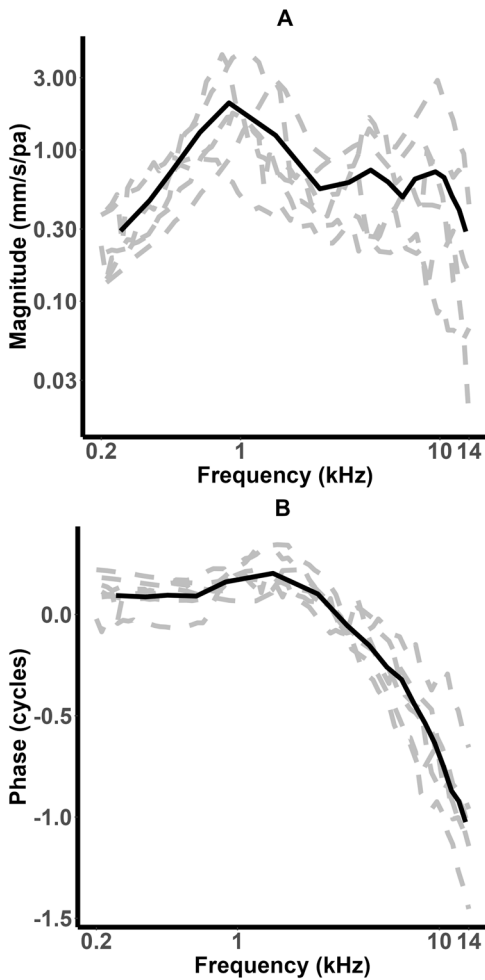 A
Magnitude (mm/s/pa)
3.00
1.00
0.30
0.10
0.03
0.2 1 10 14
Frequency (kHz)
B
Phase (cycles)
0.0
-0.5
-1.0
-1.5
0.2 1 10 14
Frequency (kHz)